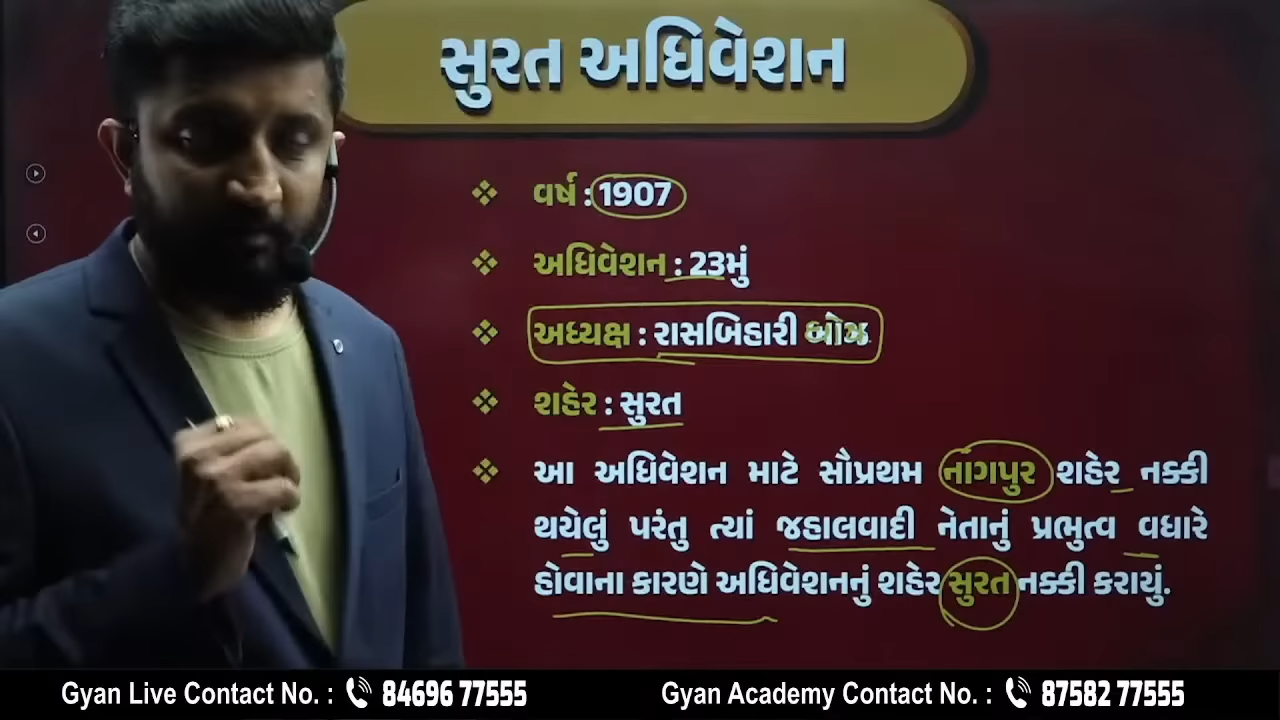 સુરત અધિવેશન
❖ વર્ષ : 1907
❖ અધિવેશન : 23મું
❖ અધ્યક્ષ : રાસબિહારી
❖ શહેર : સુરત
❖ આ અધિવેશન માટે સૌપ્રથમ નાગપુર શહેર નક્કી
થયેલું પરંતુ ત્યાં જહાલવાદી નેતાનું પ્રભુત્વ વધારે
હોવાના કારણે અધિવેશનનું શહેર સુરત નક્કી કરાયું.
Gyan Live Contact No. : 84696 77555
Gyan Academy Contact No. : 87582 77555